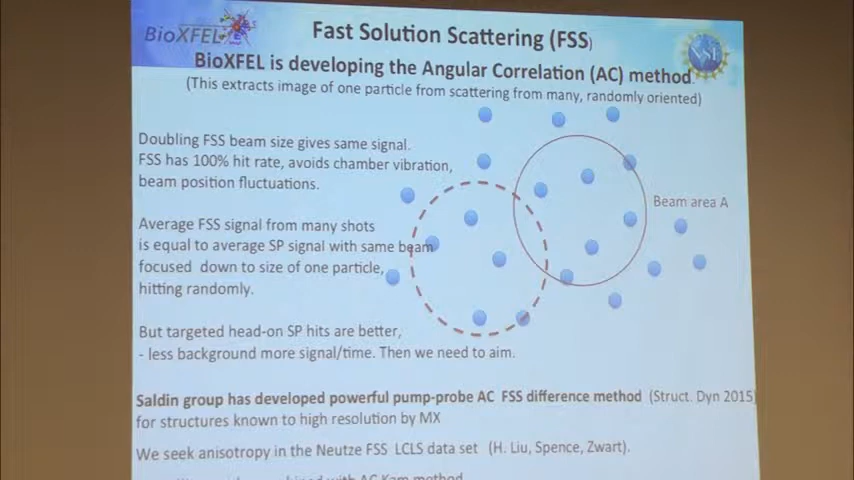 BioXFEL
Fast Solution Scattering (FSS)
NSF
BioXFEL is developing the Angular Correlation (AC) method.
(This extracts image of one particle from scattering from many, randomly oriented)
Doubling FSS beam size gives same signal.
FSS has 100% hit rate, avoids chamber vibration,
beam position fluctuations.
Beam area A
Average FSS signal from many shots
is equal to average SP signal with same beam
focused down to size of one particle,
hitting randomly.
But targeted head-on SP hits are better,
- less background more signal/time. Then we need to aim.
Saldin group has developed powerful pump-probe AC FSS difference method (Struct. Dyn 2015)
for structures known to high resolution by MX
We seek anisotropy in the Neutze FSS LCLS data set (H. Liu, Spence, Zwart).
combined with AC Kam method